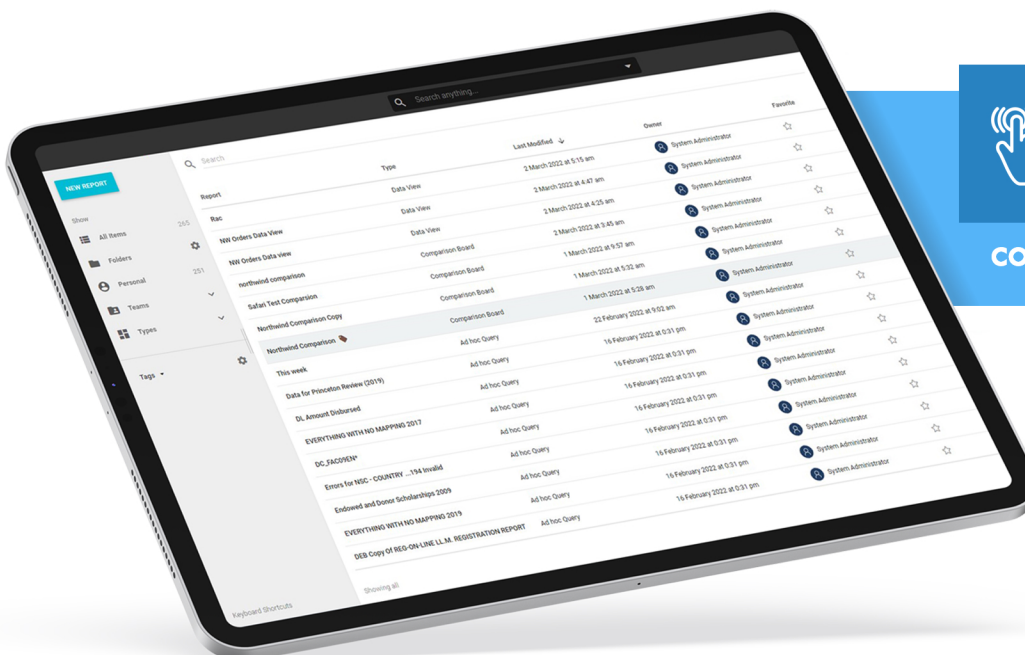 Search anything...
NEW REPORT
Show
All Items 265
Folders
Personal 251
Teams
Types
Tags
Keyboard Shortcuts
Search
Report Type Last Modified Owner Favorite
Rac Data View 2 March 2022 at 5:15 am System Administrator
NW Orders Data View Data View 2 March 2022 at 4:47 am System Administrator
NW Orders Data view Data View 2 March 2022 at 4:25 am System Administrator
northwind comparison Comparison Board 2 March 2022 at 3:45 am System Administrator
Safari Test Comparsion Comparison Board 1 March 2022 at 9:57 am System Administrator
Northwind Comparison Copy Comparison Board 1 March 2022 at 5:32 am System Administrator
Northwind Comparison Comparison Board 1 March 2022 at 5:28 am System Administrator
This week Ad hoc Query 22 February 2022 at 9:02 am System Administrator
Data for Princeton Review (2019) Ad hoc Query 16 February 2022 at 0:31 pm System Administrator
DL Amount Disbursed Ad hoc Query 16 February 2022 at 0:31 pm System Administrator
EVERYTHING WITH NO MAPPING 2017 Ad hoc Query 16 February 2022 at 0:31 pm System Administrator
DC_FAC09EN* Ad hoc Query 16 February 2022 at 0:31 pm System Administrator
Errors for NSC - COUNTRY ...194 Invalid Ad hoc Query 16 February 2022 at 0:31 pm System Administrator
Endowed and Donor Scholarships 2009 Ad hoc Query 16 February 2022 at 0:31 pm System Administrator
EVERYTHING WITH NO MAPPING 2019 Ad hoc Query 16 February 2022 at 0:31 pm System Administrator
DEB Copy Of REG-ON-LINE LL.M. REGISTRATION REPORT Ad hoc Query 16 February 2022 at 0:31 pm System Administrator
Showing all